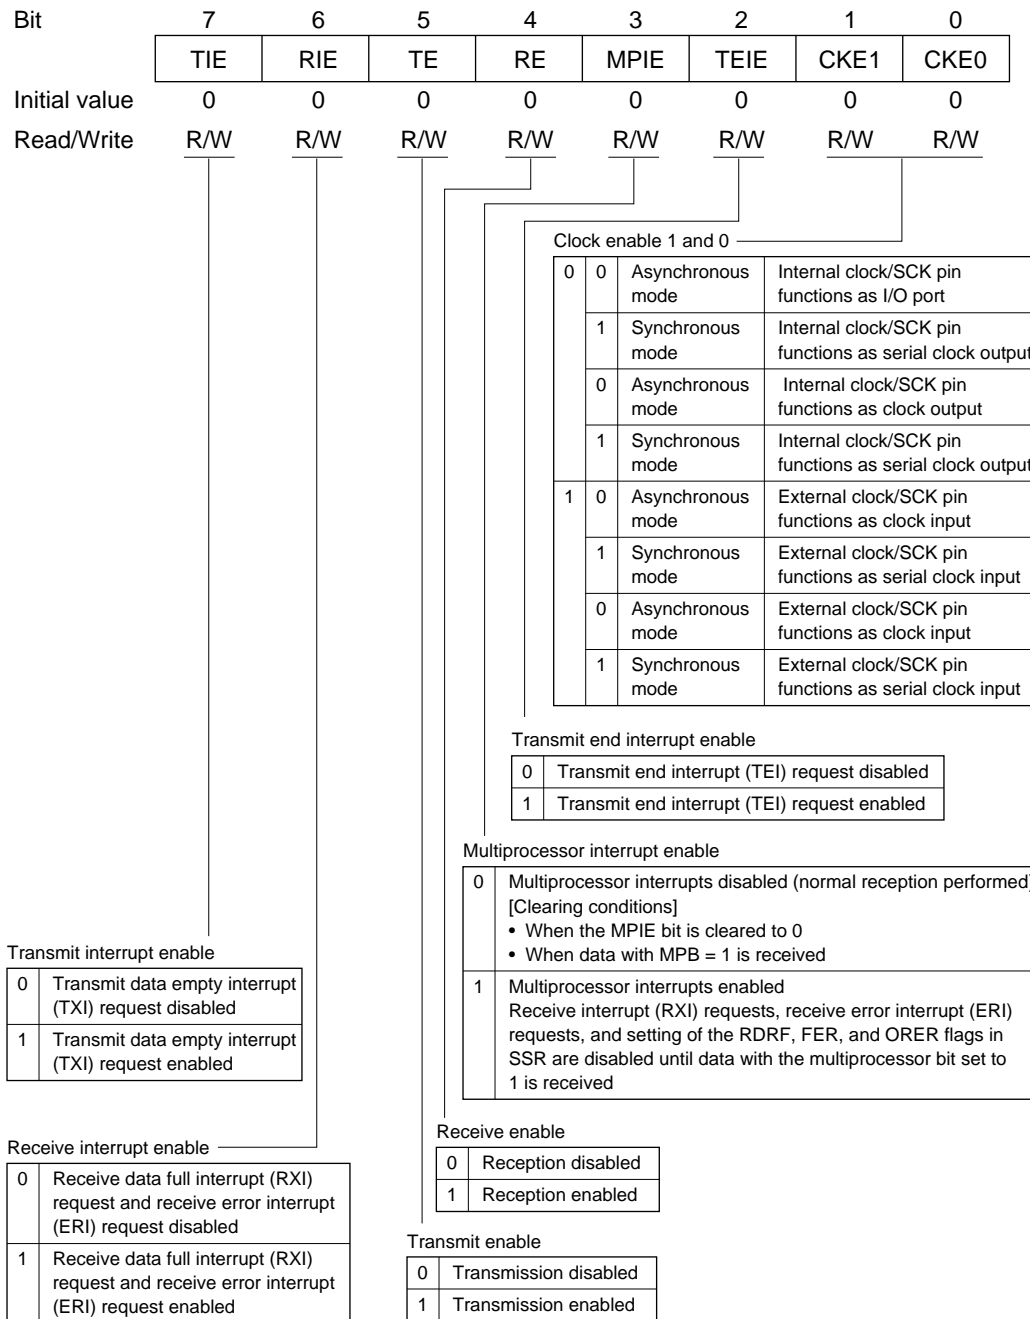 Bit 7 6 5 4 3 2 1 0
TIE RIE TE RE MPIE TEIE CKE1 CKE0
Initial value 0 0 0 0 0 0 0 0
Read/Write R/W R/W R/W R/W R/W R/W R/W R/W
Clock enable 1 and 0
0 0 Asynchronous Internal clock/SCK pin
mode functions as I/O port
1 Synchronous Internal clock/SCK pin
mode functions as serial clock output
0 Asynchronous Internal clock/SCK pin
mode functions as clock output
1 Synchronous Internal clock/SCK pin
mode functions as serial clock output
1 0 Asynchronous External clock/SCK pin
mode functions as clock input
1 Synchronous External clock/SCK pin
mode functions as serial clock input
0 Asynchronous External clock/SCK pin
mode functions as clock input
1 Synchronous External clock/SCK pin
mode functions as serial clock input
Transmit end interrupt enable
0 Transmit end interrupt (TEI) request disabled
1 Transmit end interrupt (TEI) request enabled
Multiprocessor interrupt enable
0 Multiprocessor interrupts disabled (normal reception performed)
[Clearing conditions]
• When the MPIE bit is cleared to 0
• When data with MPB = 1 is received
1 Multiprocessor interrupts enabled
Receive interrupt (RXI) requests, receive error interrupt (ERI)
requests, and setting of the RDRF, FER, and ORER flags in
SSR are disabled until data with the multiprocessor bit set to
1 is received
Transmit interrupt enable
0 Transmit data empty interrupt
(TXI) request disabled
1 Transmit data empty interrupt
(TXI) request enabled
Receive enable
0 Reception disabled
1 Reception enabled
Receive interrupt enable
0 Receive data full interrupt (RXI)
request and receive error interrupt
(ERI) request disabled
1 Receive data full interrupt (RXI)
request and receive error interrupt
(ERI) request enabled
Transmit enable
0 Transmission disabled
1 Transmission enabled